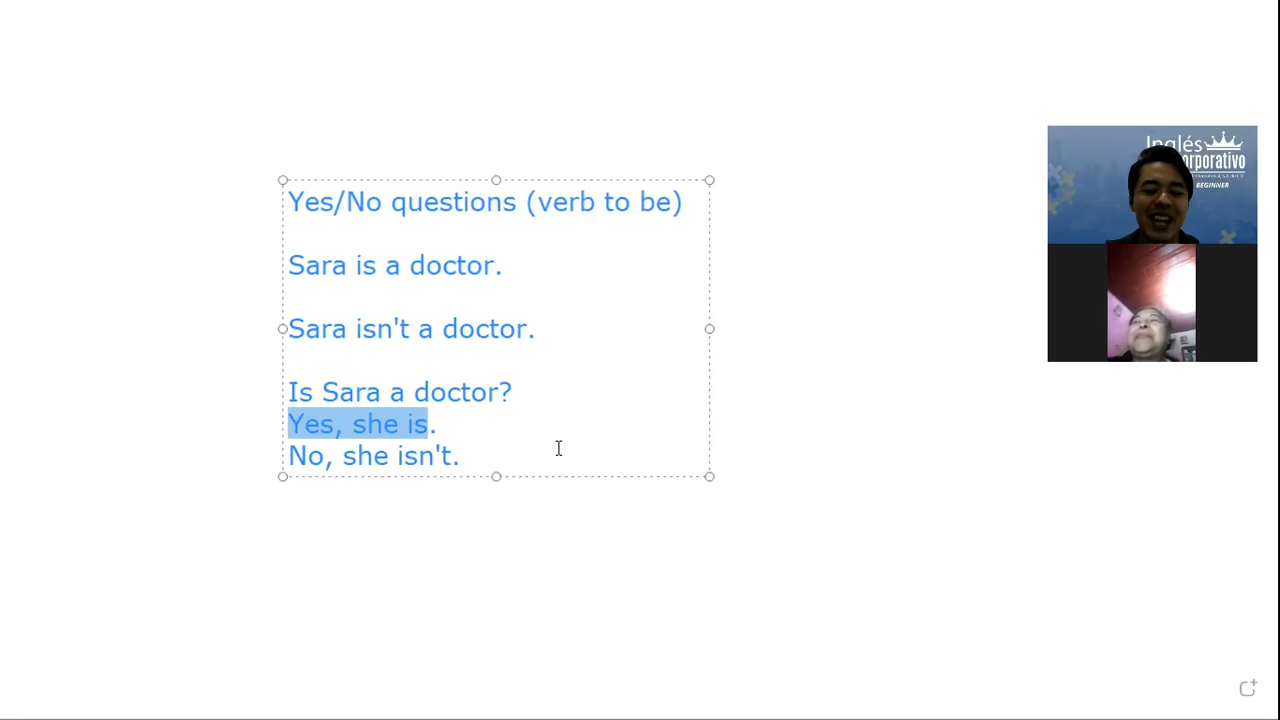 Yes/No questions (verb to be)
Sara is a doctor.
Sara isn't a doctor.
Is Sara a doctor?
Yes, she is.
No, she isn't.
Inglés
BEGINNER